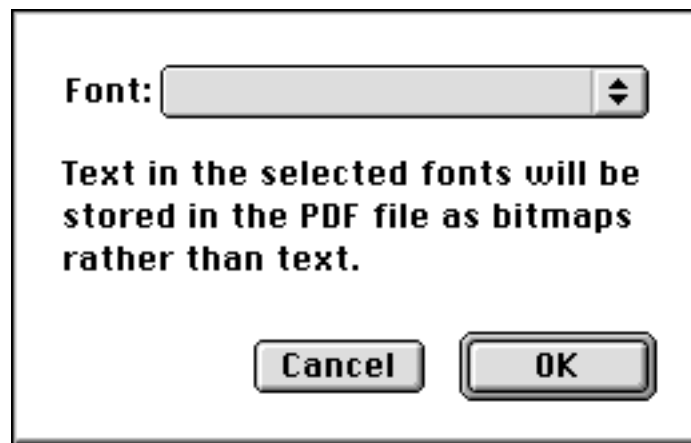 Font:
Text in the selected fonts will be
stored in the PDF file as bitmaps
rather than text.
Cancel OK